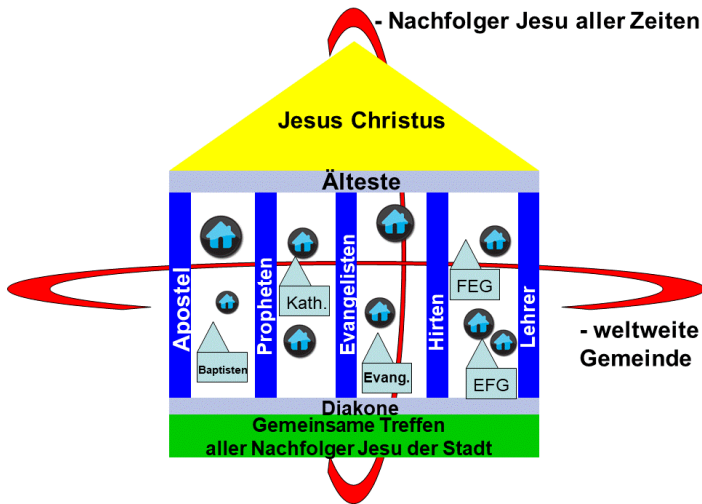 - Nachfolger Jesu aller Zeiten
Jesus Christus
Älteste
Apostel
Propheten
Evangelisten
Hirten
Lehrer
Kath.
FEG
Baptisten
Evang.
EFG
- weltweite
Gemeinde
Diakone
Gemeinsame Treffen
aller Nachfolger Jesu der Stadt